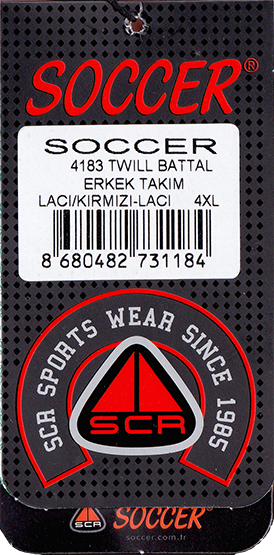 SOCCER®
SOCCER
4183 TWILL BATTAL
ERKEK TAKIM
LACI/KIRMIZI-LACI 4XL
8 680482 731184
SCR SPORTS WEAR SINCE 1985
SCR
SCR SOCCER
soccer.com.tr